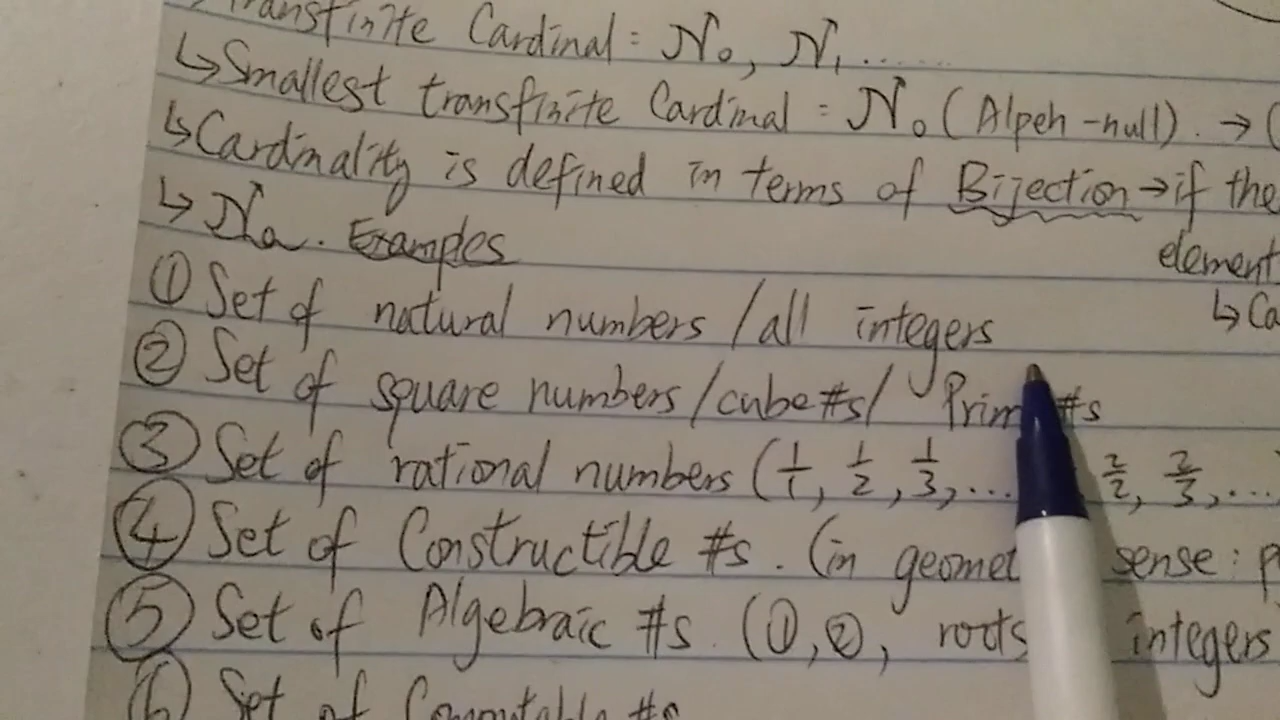 Transfinite Cardinal = ℵ₀, ℵ₁......
↳ Smallest transfinite Cardinal = ℵ₀ (Alpeh-null). → (
↳ Cardinality is defined in terms of Bijection → if the
element
↳ ℵ₀. Examples
① Set of natural numbers / all integers
↳ Ca
② Set of square numbers / cube #s / Prim #s
③ Set of rational numbers (1/1, 1/2, 1/3, ... 2/2, 2/3, ...
④ Set of Constructible #s. (in geomet sense: p
⑤ Set of Algebraic #s. (①, ②, roots integers
⑥ Set of Computable #s